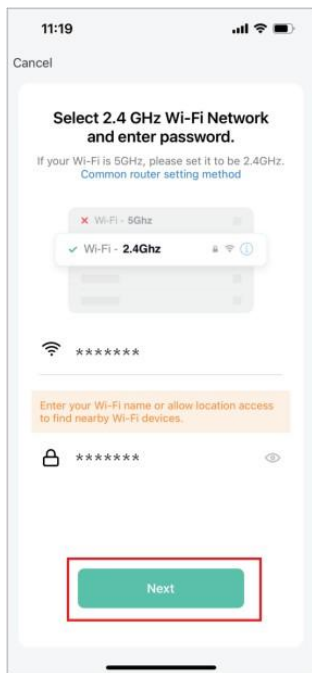 11:19
Cancel
Select 2.4 GHz Wi-Fi Network
and enter password.
If your Wi-Fi is 5GHz, please set it to be 2.4GHz.
Common router setting method
Wi-Fi - 5Ghz
Wi-Fi - 2.4Ghz
*******
Enter your Wi-Fi name or allow location access
to find nearby Wi-Fi devices.
*******
Next